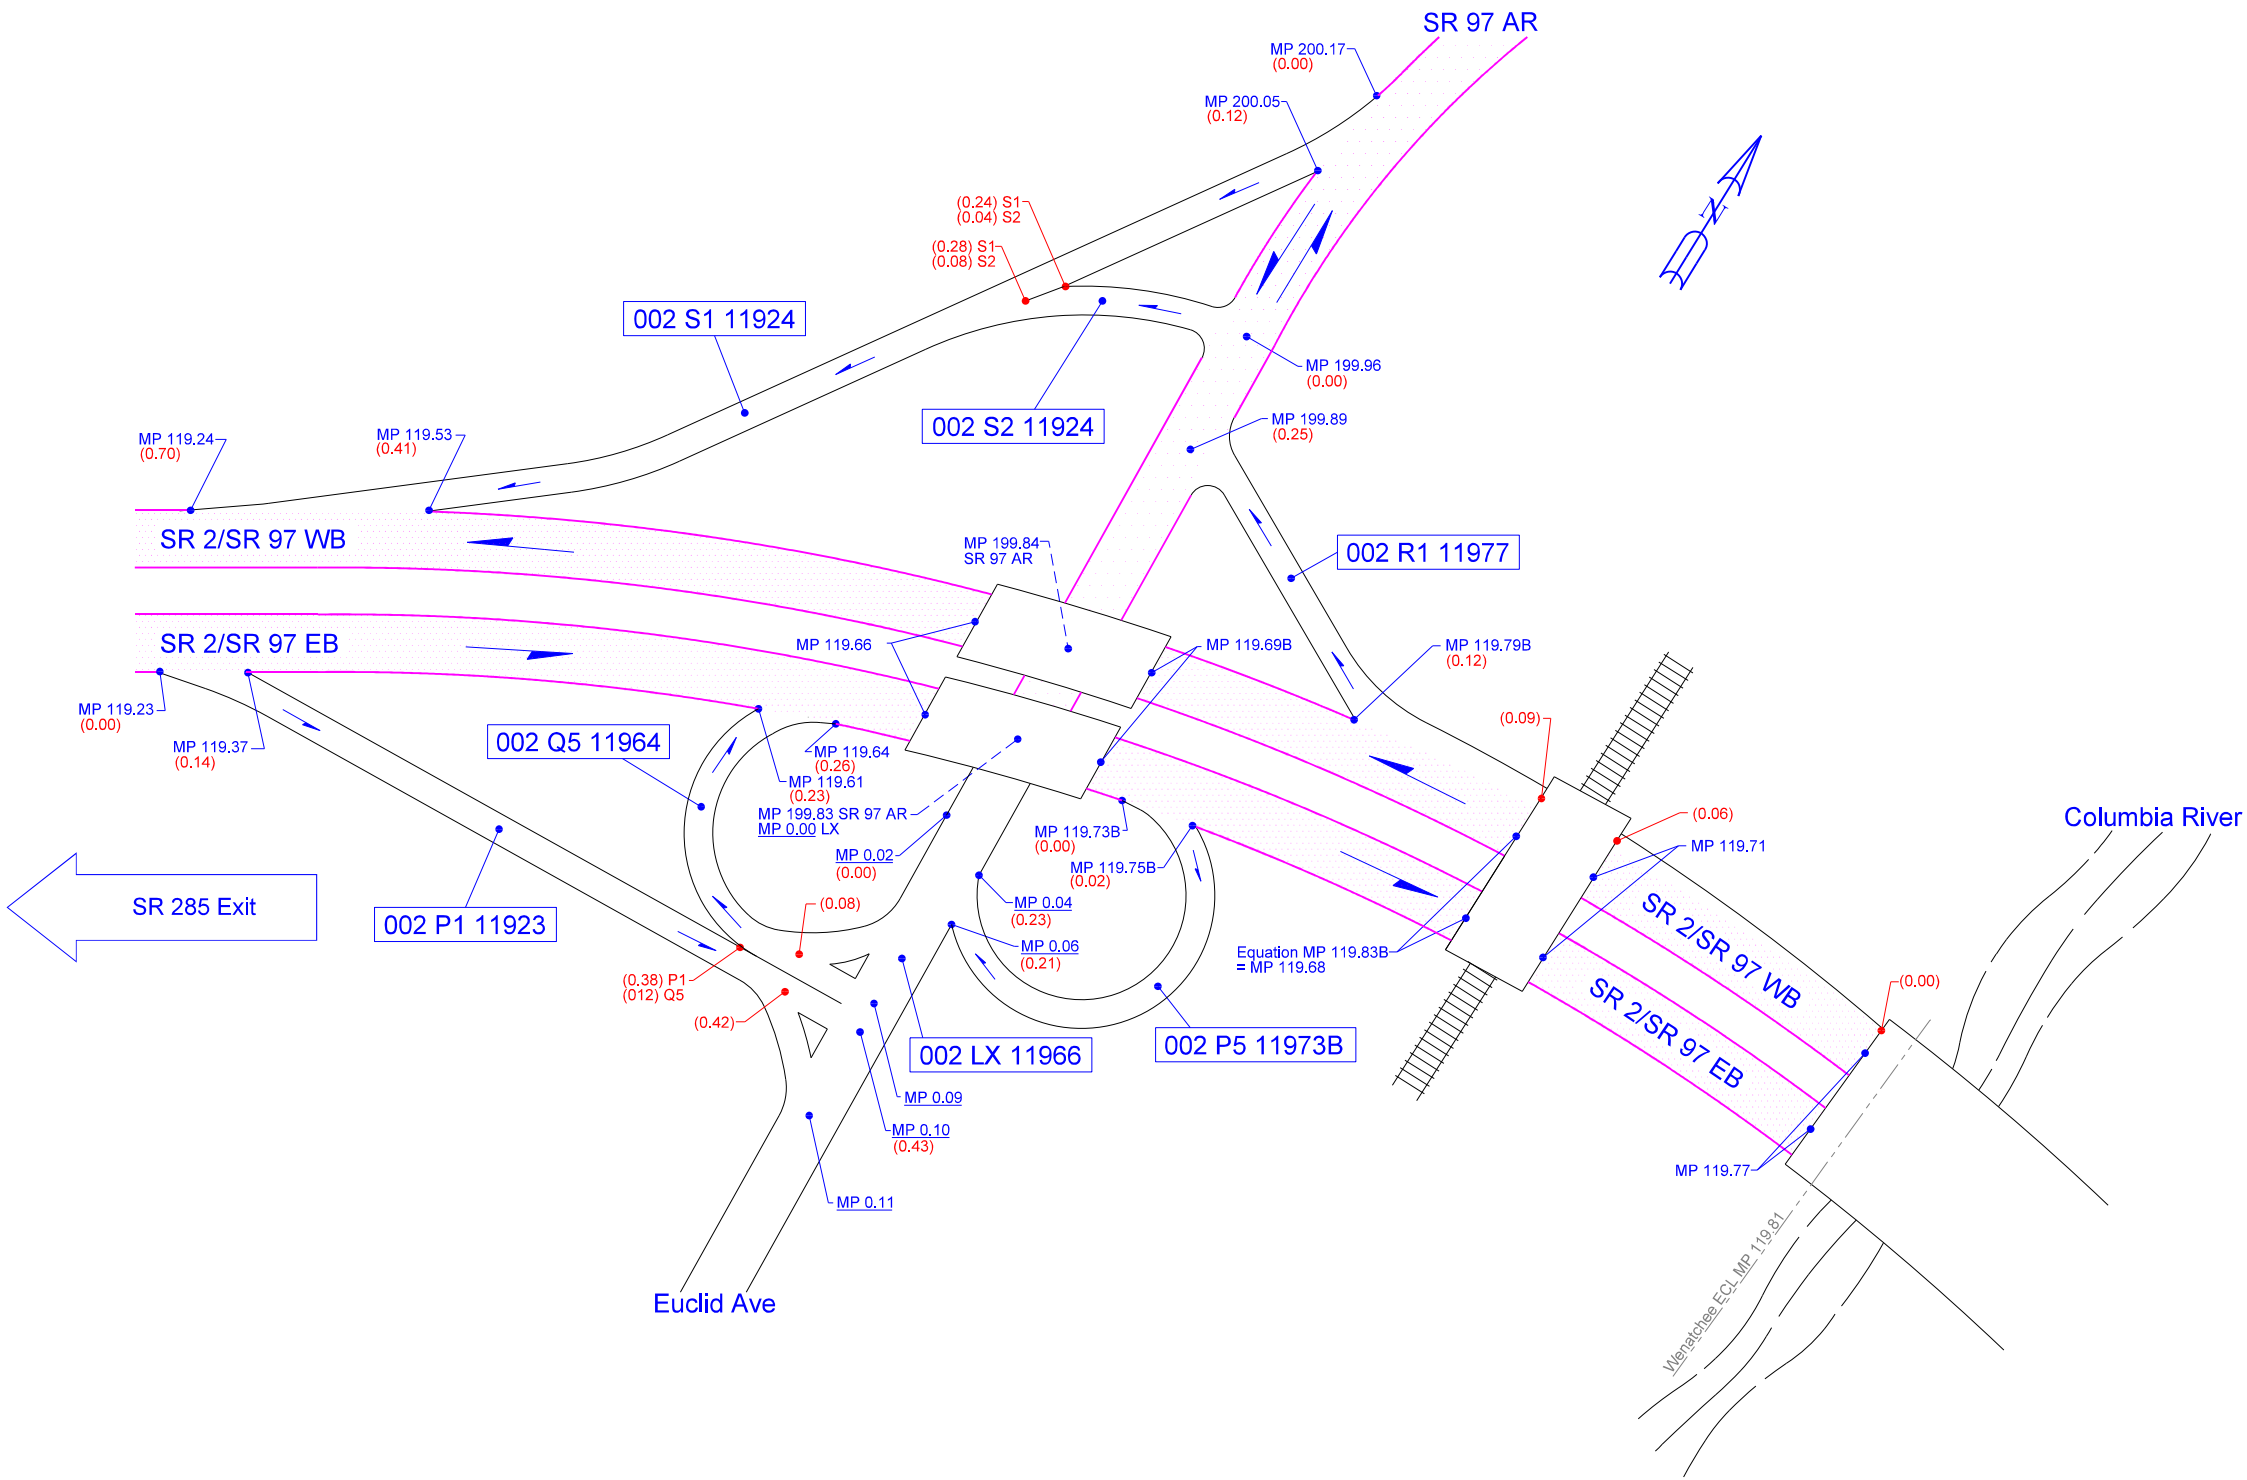 SR 97 AR
MP 200.17
(0.00)
MP 200.05
(0.12)
N
(0.24) S1
(0.04) S2
(0.28) S1
(0.08) S2
002 S1 11924
MP 199.96
(0.00)
002 S2 11924
MP 199.89
(0.25)
MP 119.24
(0.70)
MP 119.53
(0.41)
SR 2/SR 97 WB
MP 199.84
SR 97 AR
002 R1 11977
SR 2/SR 97 EB
MP 119.66
MP 119.69B
MP 119.79B
(0.12)
MP 119.23
(0.00)
MP 119.37
(0.14)
002 Q5 11964
MP 119.64
(0.26)
MP 119.61
(0.23)
MP 199.83 SR 97 AR
MP 0.00 LX
MP 0.02
(0.00)
(0.09)
(0.06)
MP 119.71
Columbia River
MP 119.73B
(0.00)
MP 119.75B
(0.02)
SR 285 Exit
002 P1 11923
(0.08)
MP 0.04
(0.23)
MP 0.06
(0.21)
Equation MP 119.83B
= MP 119.68
SR 2/SR 97 WB
SR 2/SR 97 EB
(0.00)
(0.38) P1
(012) Q5
(0.42)
002 LX 11966
002 P5 11973B
MP 0.09
MP 0.10
(0.43)
MP 119.77
MP 0.11
Wenatchee ECL MP 119.81
Euclid Ave